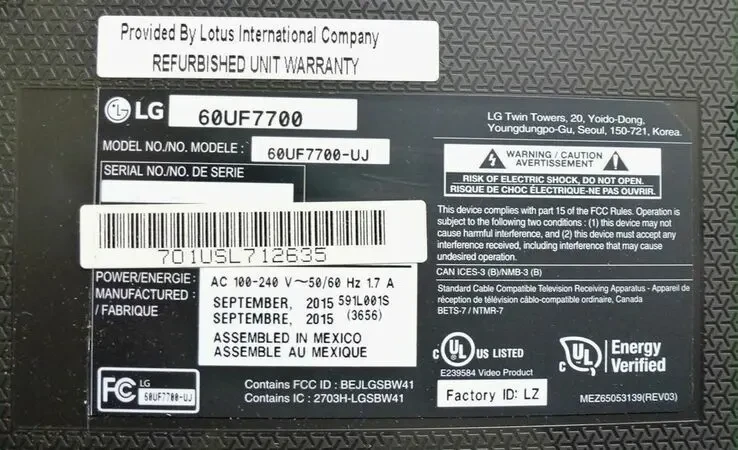 Provided By Lotus International Company
REFURBISHED UNIT WARRANTY
LG
60UF7700
MODEL NO./NO. MODELE : 60UF7700-UJ
SERIAL NO./NO. DE SERIE
701USL712635
POWER/ENERGIE:
AC 100-240 V～50/60 Hz 1.7 A
MANUFACTURED :
/ FABRIQUE
SEPTEMBER, 2015 591L001S
SEPTEMBRE, 2015 (3656)
ASSEMBLED IN MEXICO
ASSEMBLE AU MEXIQUE
FC LG
60UF7700-UJ
Contains FCC ID : BEJLGSBW41
Contains IC : 2703H-LGSBW41
LG Twin Towers, 20, Yoido-Dong,
Youngdungpo-Gu, Seoul, 150-721, Korea.
WARNING / CAUTION
AVERTISSEMENT
RISK OF ELECTRIC SHOCK, DO NOT OPEN.
RISQUE DE CHOC ÉLECTRIQUE-NE PAS OUVRIR.
This device complies with part 15 of the FCC Rules. Operation is
subject to the following two conditions : (1) this device may not
cause harmful interference, and (2) this device must accept any
interference received, including interference that may cause
undesired operation.
CAN ICES-3 (B)/NMB-3 (B)
Standard Cable Compatible Television Receiving Apparatus - Appareil de
réception de télévision câblo-compatible ordinaire, Canada
BETS-7 / NTMR-7
c UL US LISTED
E239584 Video Product
c UL Energy
Verified
Factory ID: LZ
MEZ65053139(REV03)